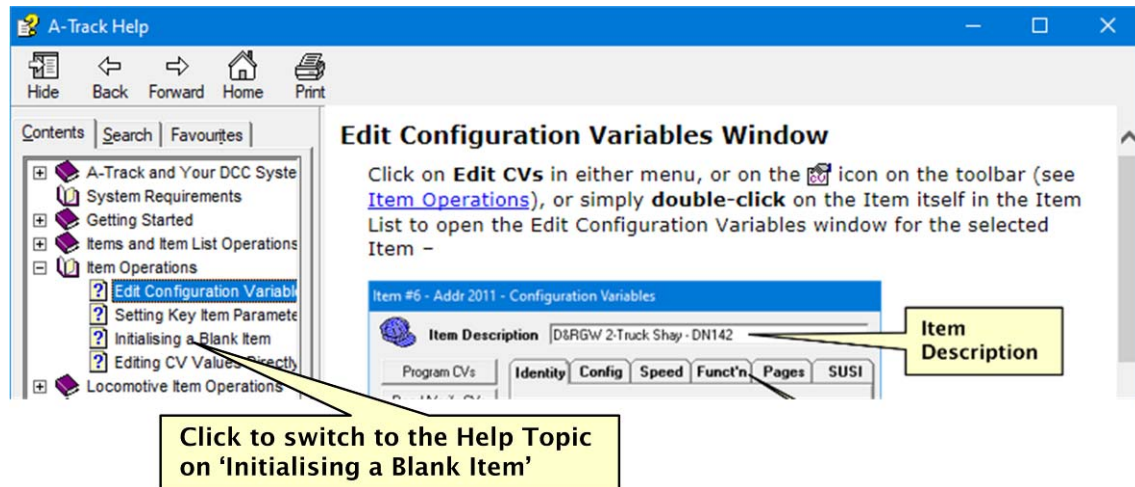 A-Track Help
Hide Back Forward Home Print
Contents Search Favourites
A-Track and Your DCC Syste
System Requirements
Getting Started
Items and Item List Operations
Item Operations
Edit Configuration Variabl
Setting Key Item Paramete
Initialising a Blank Item
Editing CV Values Directly
Locomotive Item Operations
Edit Configuration Variables Window
Click on Edit CVs in either menu, or on the icon on the toolbar (see
Item Operations), or simply double-click on the Item itself in the Item
List to open the Edit Configuration Variables window for the selected
Item –
Item #6 - Addr 2011 - Configuration Variables
Item Description D&RGW 2-Truck Shay - DN142
Program CVs Identity Config Speed Funct'n Pages SUSI
Item
Description
Click to switch to the Help Topic
on ‘Initialising a Blank Item’